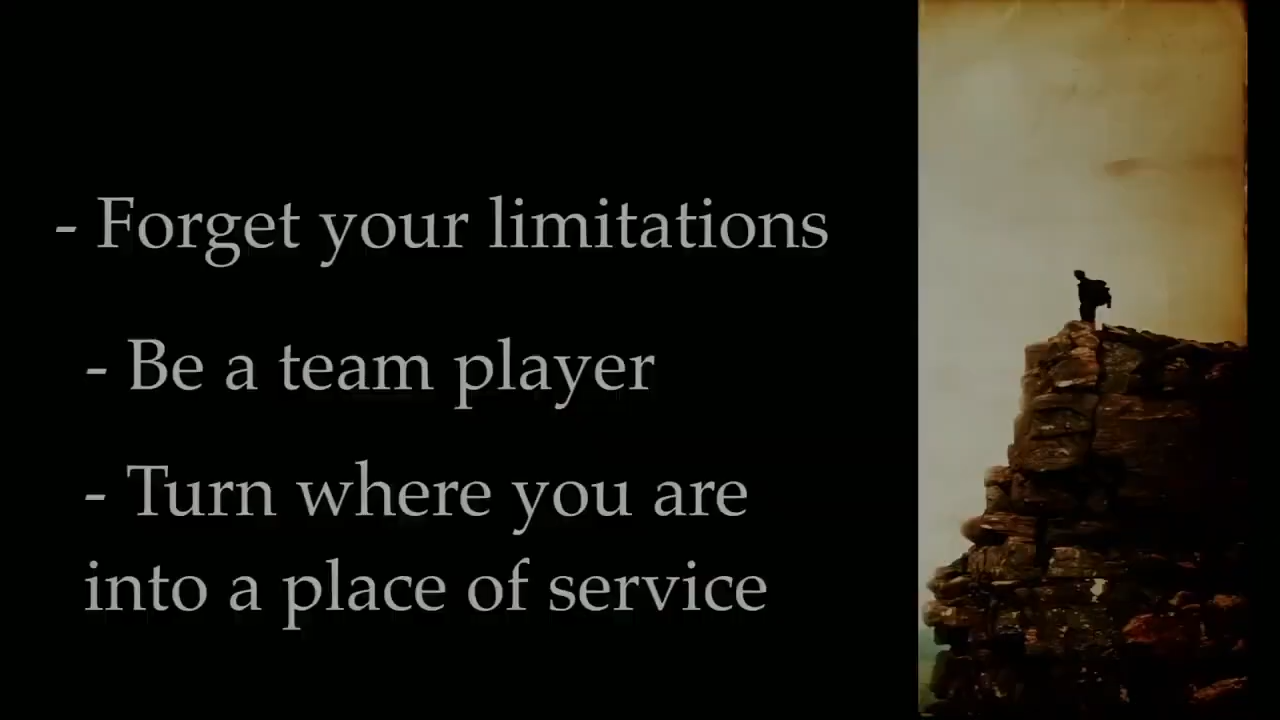 - Forget your limitations
- Be a team player
- Turn where you are
into a place of service